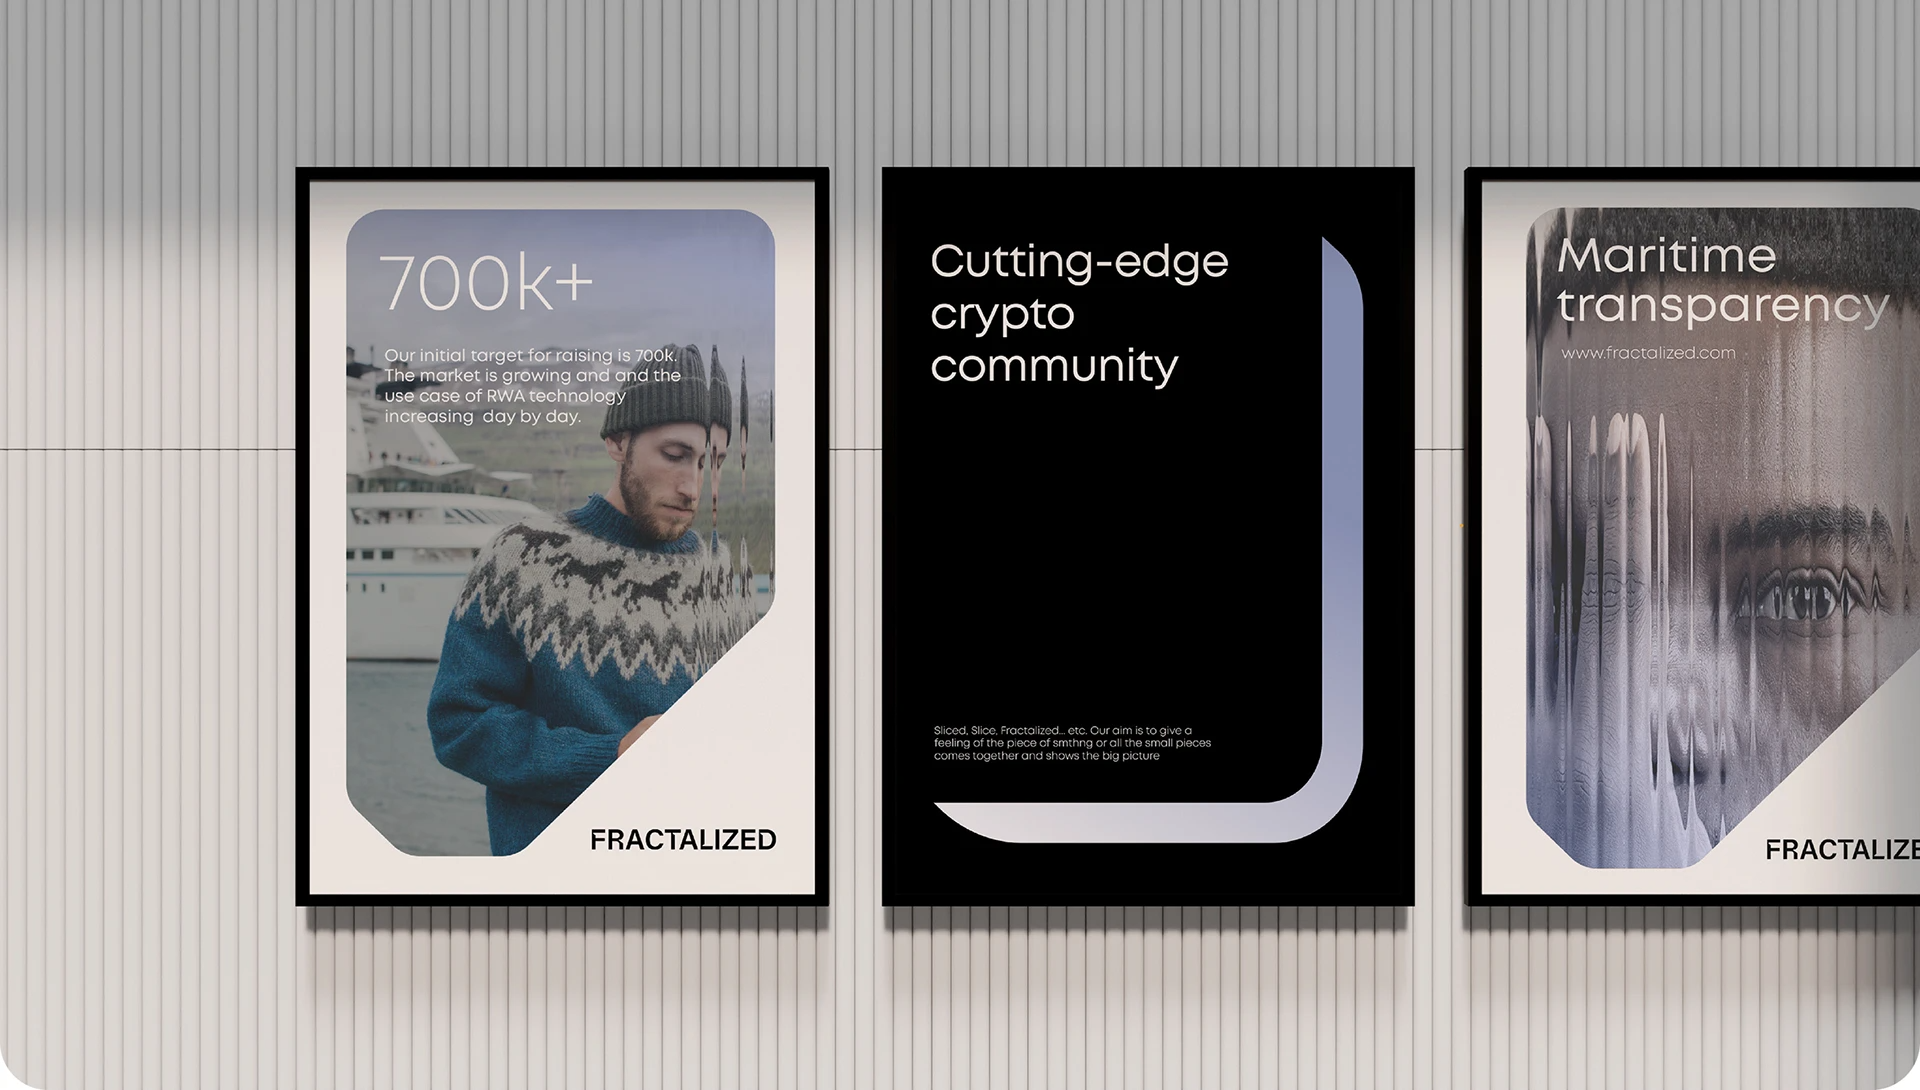 700k+
Our initial target for raising is 700k.
The market is growing and and the
use case of RWA technology
increasing  day by day.
FRACTALIZED
Cutting-edge
crypto
community
Sliced, Slice, Fractalized... etc. Our aim is to give a
feeling of the piece of smthng or all the small pieces
comes together and shows the big picture
Maritime
transparency
www.fractalized.com
FRACTALIZE